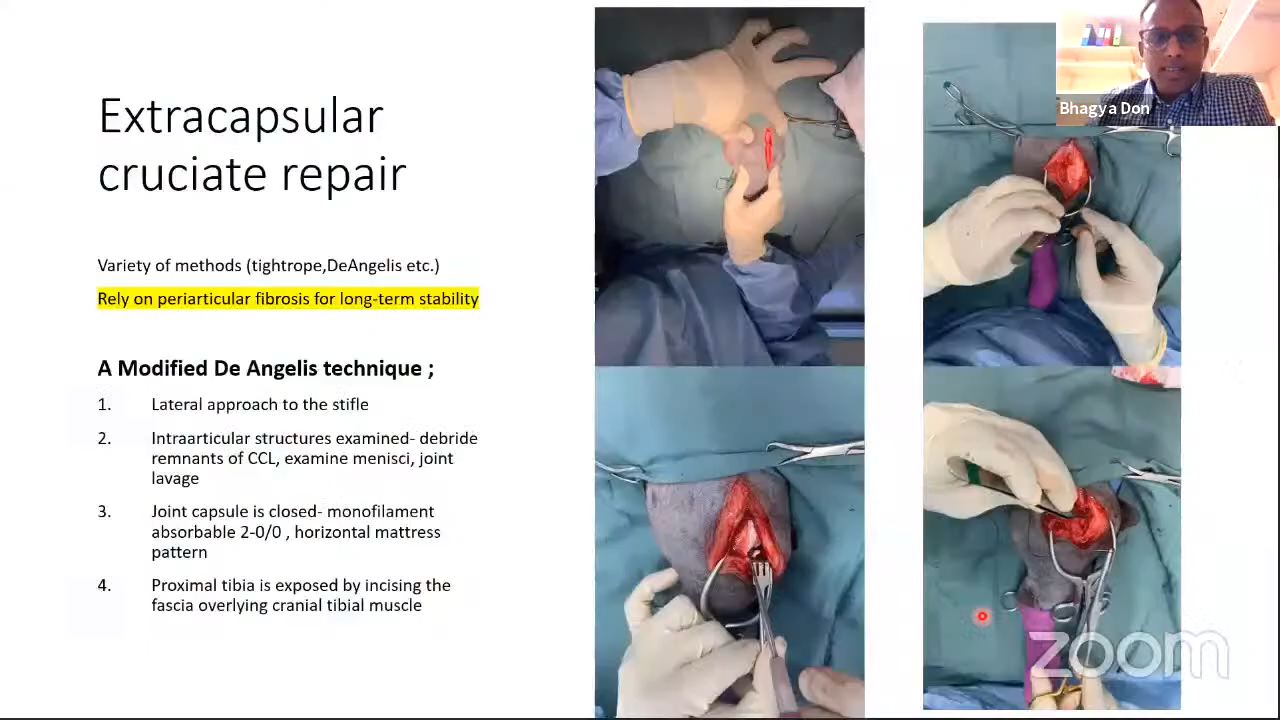 Extracapsular
cruciate repair
Variety of methods (tightrope,DeAngelis etc.)
Rely on periarticular fibrosis for long-term stability
A Modified De Angelis technique ;
1. Lateral approach to the stifle
2. Intraarticular structures examined- debride
remnants of CCL, examine menisci, joint
lavage
3. Joint capsule is closed- monofilament
absorbable 2-0/0 , horizontal mattress
pattern
4. Proximal tibia is exposed by incising the
fascia overlying cranial tibial muscle
Bhagya Don
zoom